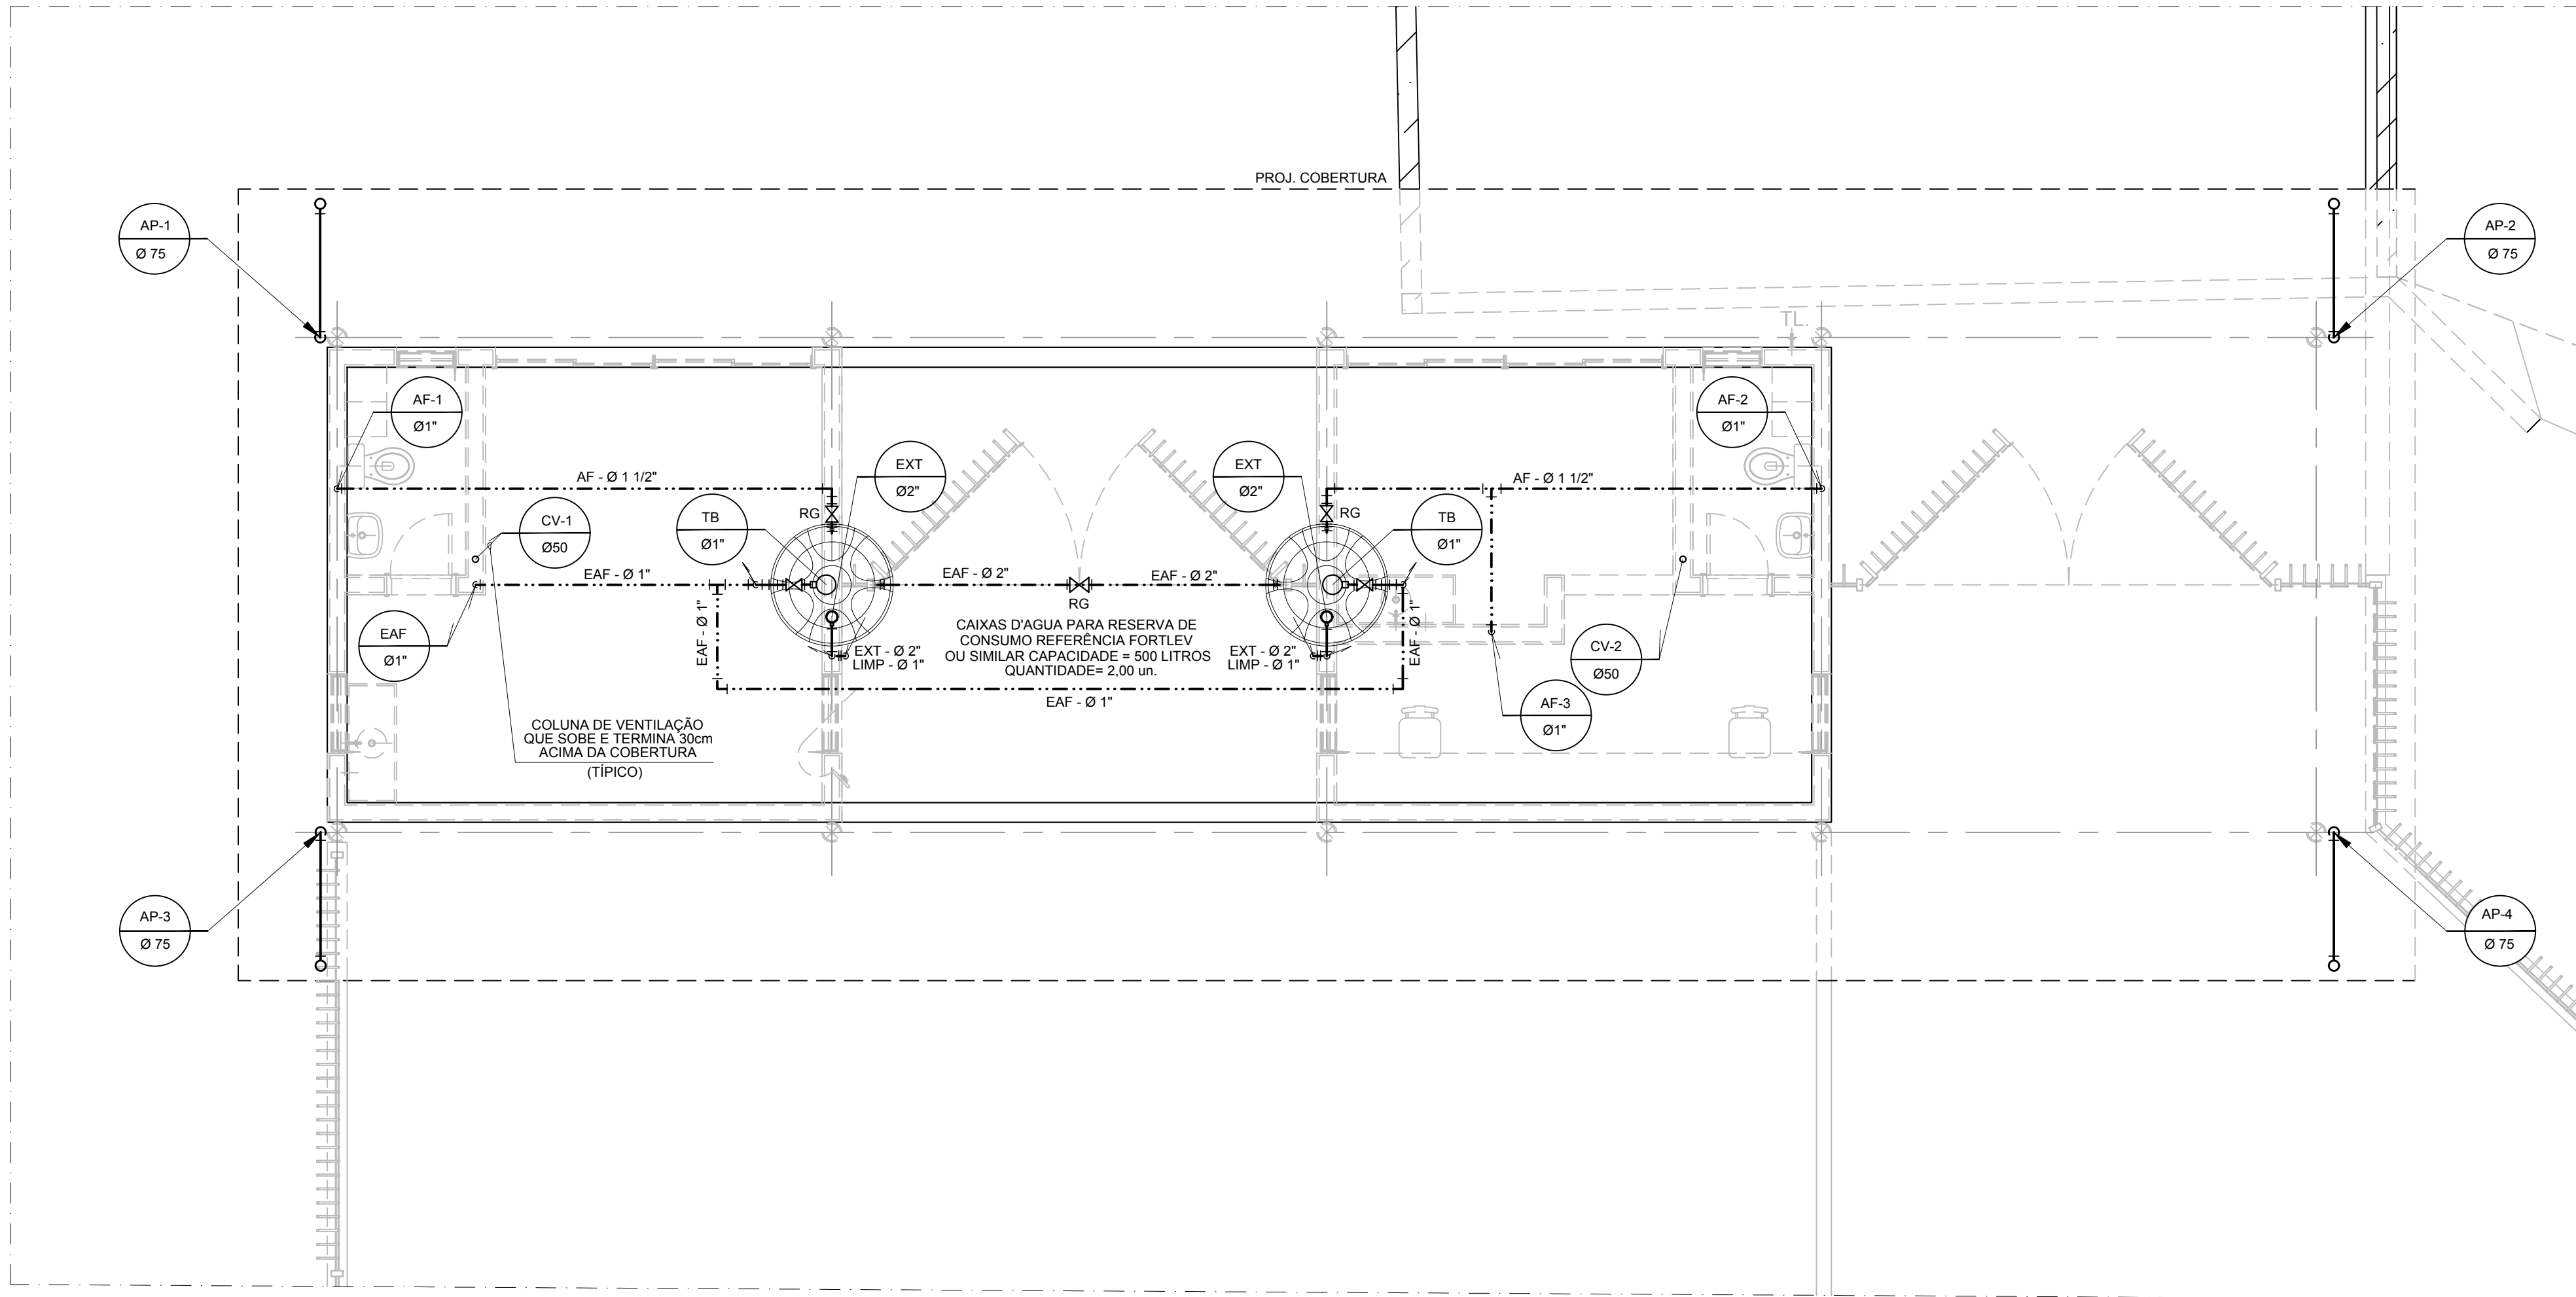 PROJ. COBERTURA
AP-1
Ø 75
AP-2
Ø 75
TL.
AF-1
Ø1"
AF-2
Ø1"
EXT
Ø2"
EXT
Ø2"
AF - Ø 1 1/2"
AF - Ø 1 1/2"
RG
RG
CV-1
Ø50
TB
Ø1"
TB
Ø1"
EAF - Ø 1"
EAF - Ø 2"
EAF - Ø 2"
RG
EAF - Ø 1"
EAF - Ø 1"
EAF
Ø1"
CAIXAS D'AGUA PARA RESERVA DE
CONSUMO REFERÊNCIA FORTLEV
OU SIMILAR CAPACIDADE = 500 LITROS
QUANTIDADE= 2,00 un.
EXT - Ø 2"
LIMP - Ø 1"
EXT - Ø 2"
LIMP - Ø 1"
CV-2
Ø50
EAF - Ø 1"
AF-3
Ø1"
COLUNA DE VENTILAÇÃO
QUE SOBE E TERMINA 30cm
ACIMA DA COBERTURA
(TÍPICO)
AP-3
Ø 75
AP-4
Ø 75